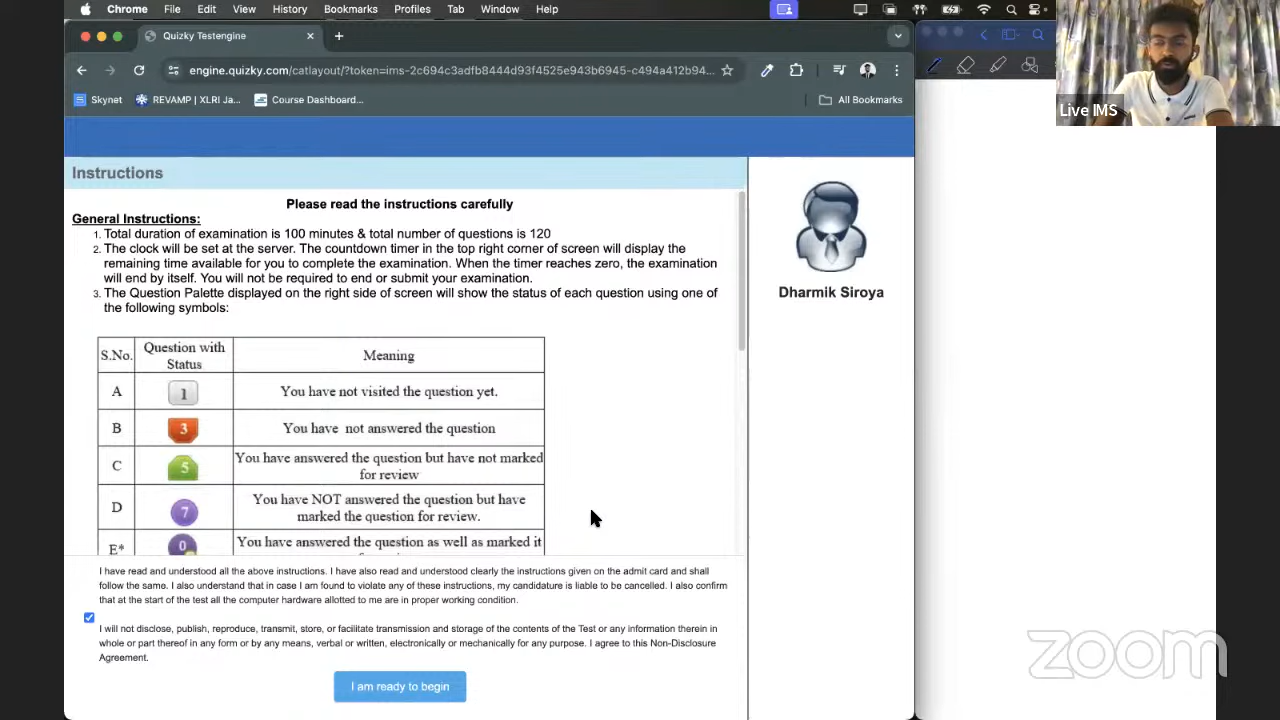 Chrome File Edit View History Bookmarks Profiles Tab Window Help
Quizky Testengine
engine.quizky.com/catlayout/?token=ims-2c694c3adfb8444d93f4525e943b6945-c494a412b94...
Skynet REVAMP | XLRI Ja... Course Dashboard... All Bookmarks
Live IMS
Instructions
Please read the instructions carefully
General Instructions:
1. Total duration of examination is 100 minutes & total number of questions is 120
2. The clock will be set at the server. The countdown timer in the top right corner of screen will display the
remaining time available for you to complete the examination. When the timer reaches zero, the examination
will end by itself. You will not be required to end or submit your examination.
3. The Question Palette displayed on the right side of screen will show the status of each question using one of
the following symbols:
S.No. Question with Status Meaning
A 1 You have not visited the question yet.
B 3 You have not answered the question
C 5 You have answered the question but have not marked
for review
D 7 You have NOT answered the question but have
marked the question for review.
E* You have answered the question as well as marked it
Dharmik Siroya
I have read and understood all the above instructions. I have also read and understood clearly the instructions given on the admit card and shall
follow the same. I also understand that in case I am found to violate any of these instructions, my candidature is liable to be cancelled. I also confirm
that at the start of the test all the computer hardware allotted to me are in proper working condition.
I will not disclose, publish, reproduce, transmit, store, or facilitate transmission and storage of the contents of the Test or any information therein in
whole or part thereof in any form or by any means, verbal or written, electronically or mechanically for any purpose. I agree to this Non-Disclosure
Agreement.
I am ready to begin
zoom